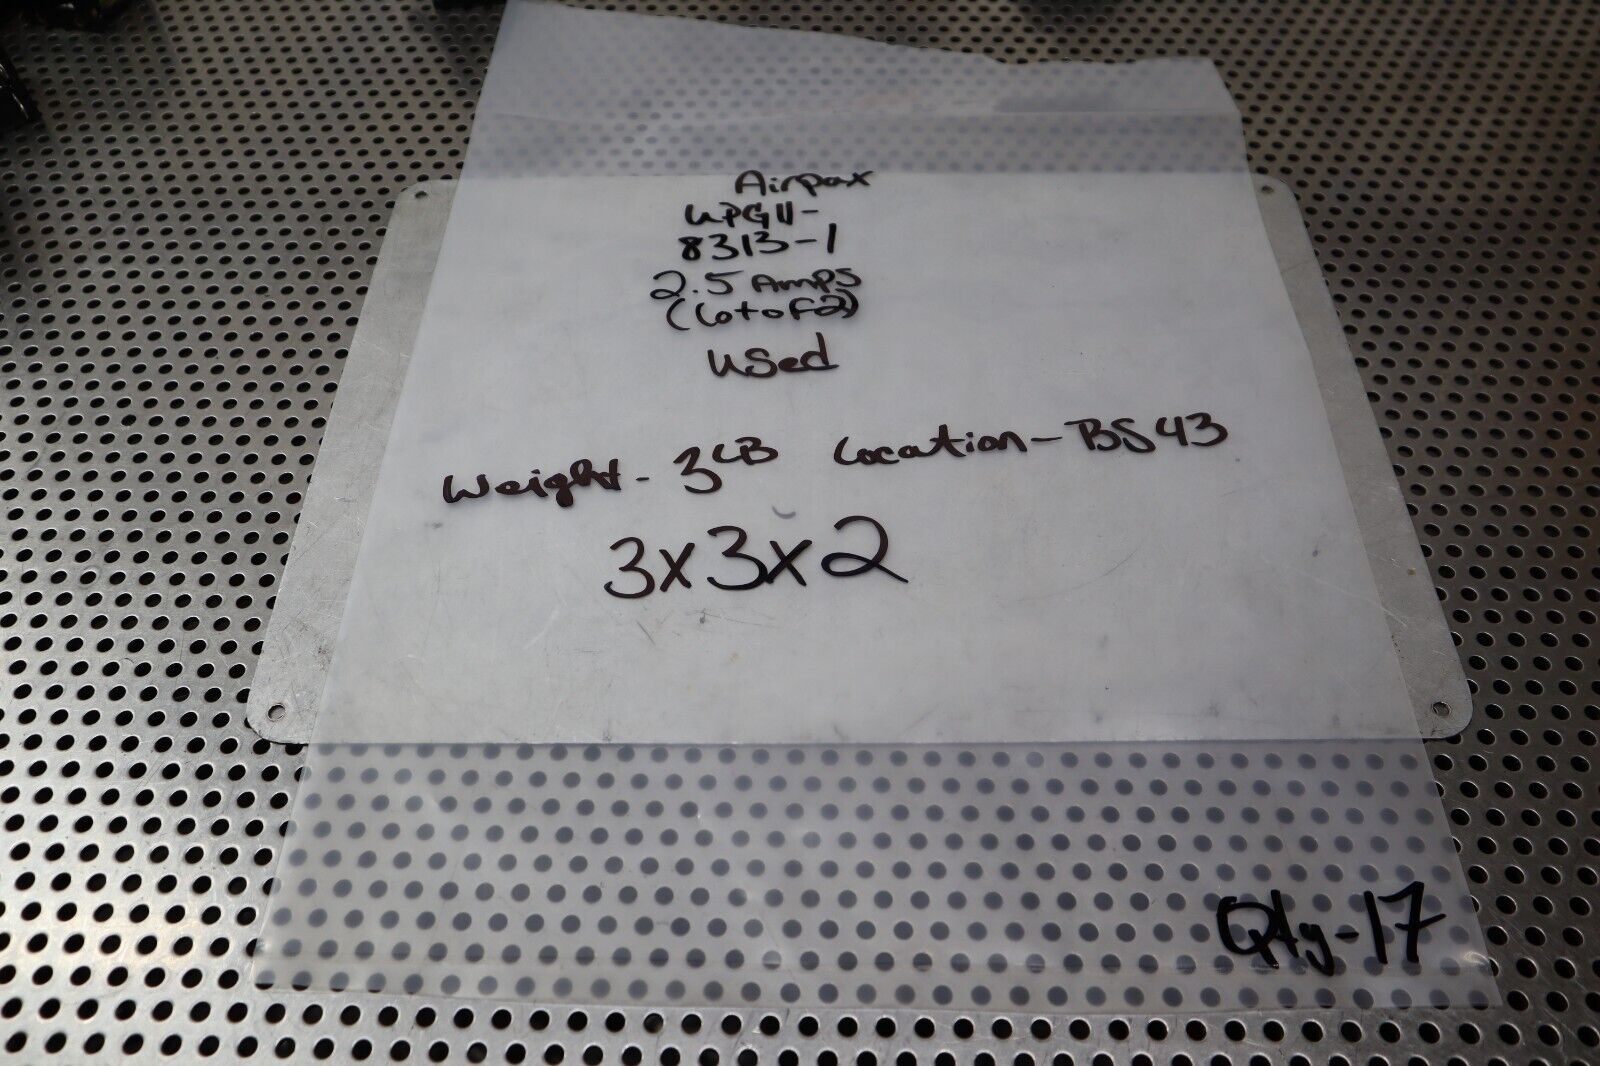 Airpax
UPG11-
8313-1
2.5 Amps
(Lot of 2)
Used
Weight - 3LB Location - BS43
3x3x2
Qty-17